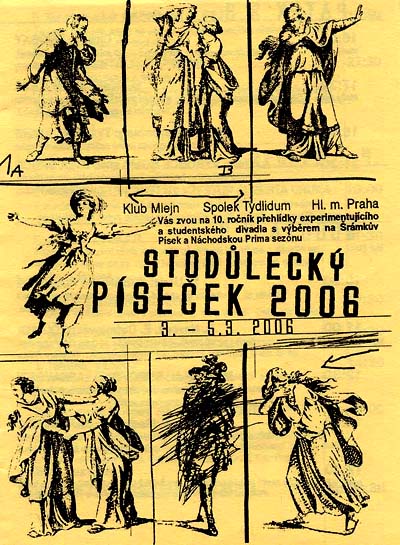 1A
B
Klub Mlejn Spolek Tydlidum Hl. m. Praha
Vás zvou na 10. ročník přehlídky experimentujícího
a studentského divadla s výběrem na Šrámkův
Písek a Náchodskou Prima sezónu
STODŮLECKÝ
PÍSEČEK 2006
3. - 5.3. 2006